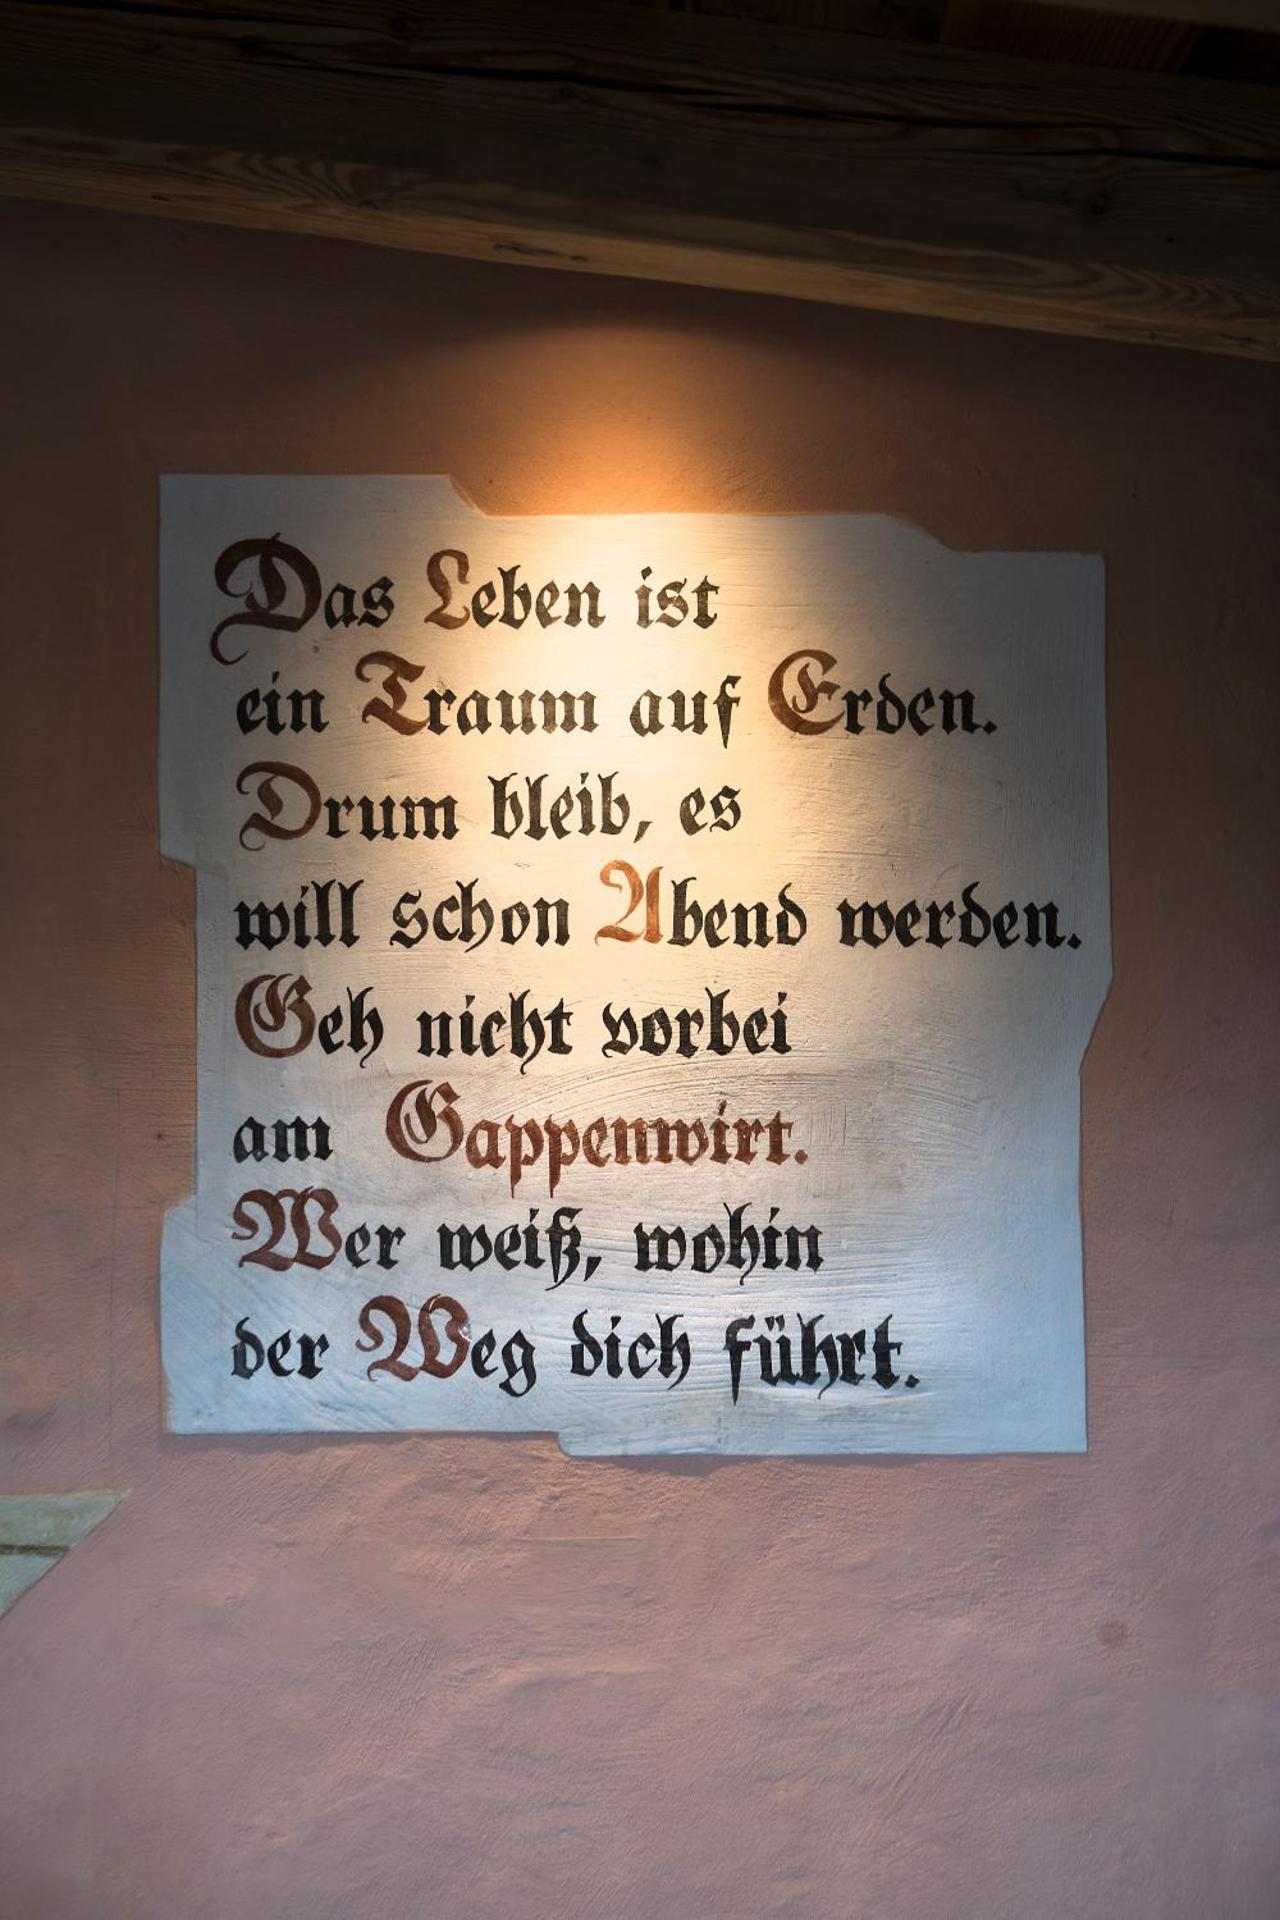 Das Leben ist
ein Traum auf Erden.
Drum bleib, es
will schon Abend werden.
Geh nicht vorbei
am Gappenwirt.
Wer weiß, wohin
der Weg dich führt.